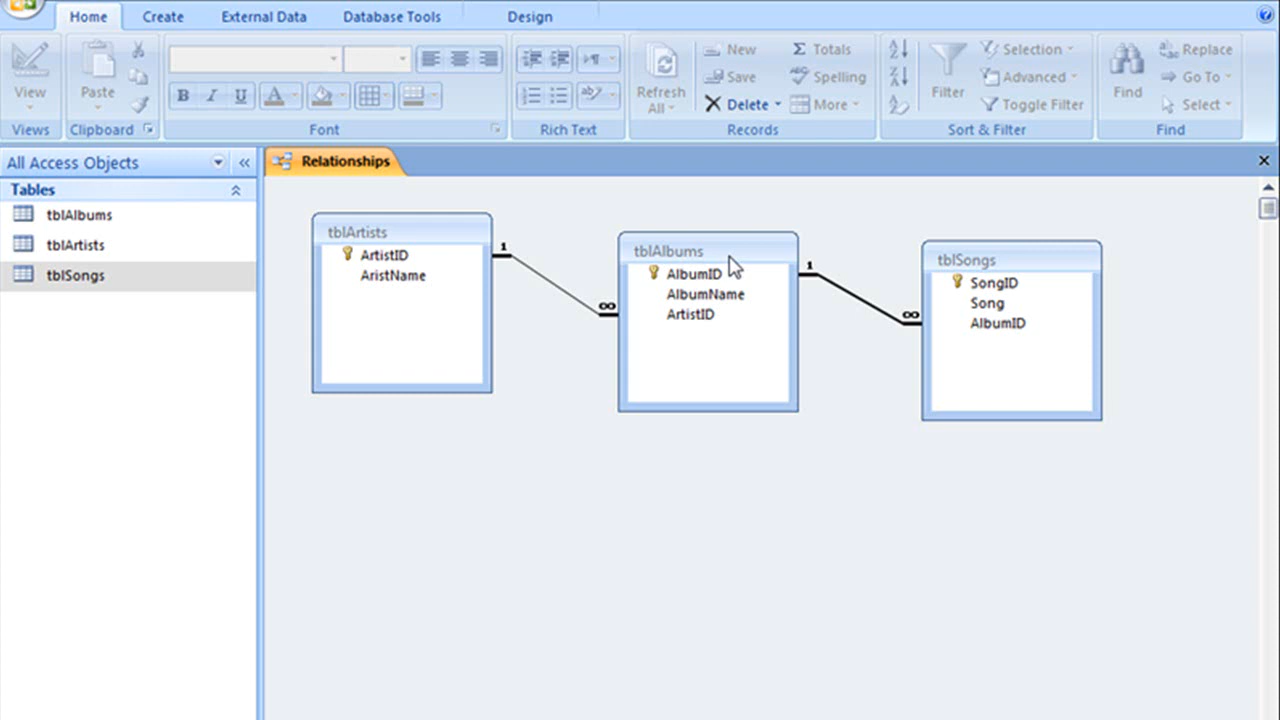 Home Create External Data Database Tools Design
View
Paste
B I U
New
Save
Delete
Σ Totals
Spelling
More
Refresh
All
Filter
Selection
Advanced
Toggle Filter
Find
Replace
Go To
Select
Views Clipboard Font Rich Text Records Sort & Filter Find
All Access Objects
Tables
tblAlbums
tblArtists
tblSongs
Relationships
tblArtists
ArtistID
AristName
1
∞
tblAlbums
AlbumID
AlbumName
ArtistID
1
∞
tblSongs
SongID
Song
AlbumID